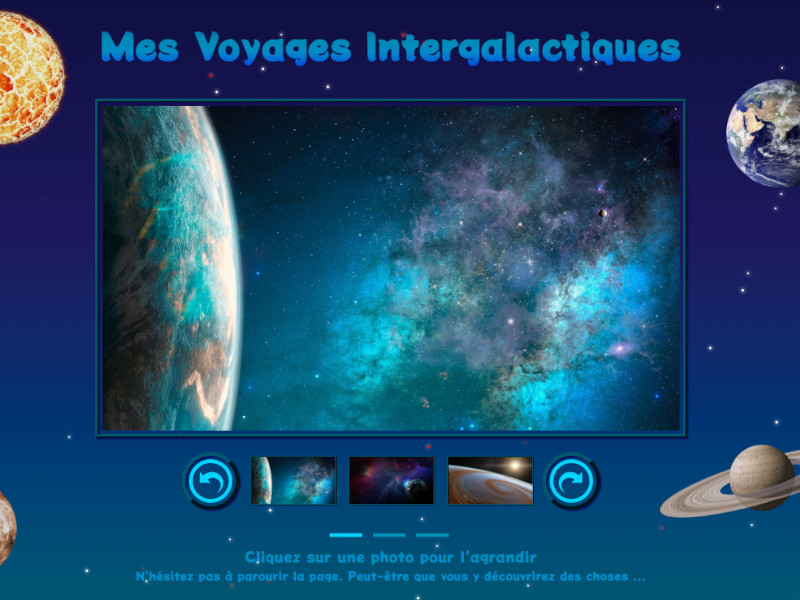 Mes Voyages Intergalactiques
Cliquez sur une photo pour l'agrandir
N'hésitez pas à parourir la page. Peut-être que vous y découvrirez des choses ...